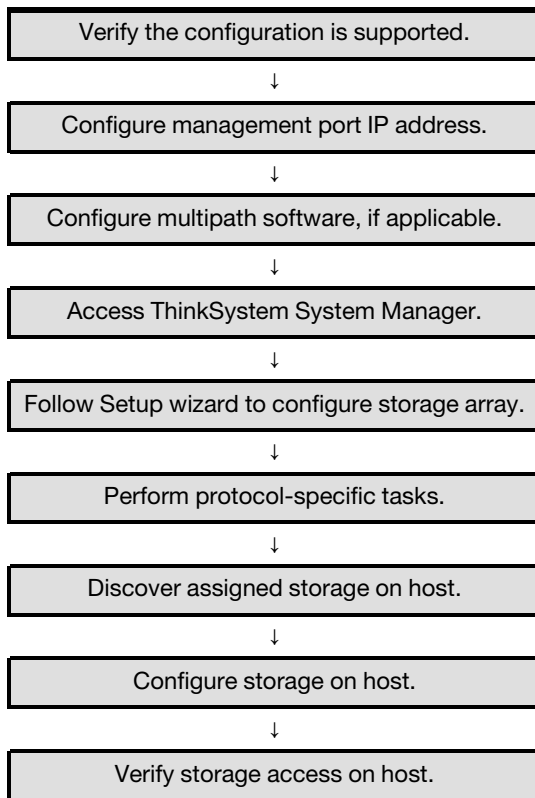 Verify the configuration is supported.
↓
Configure management port IP address.
↓
Configure multipath software, if applicable.
↓
Access ThinkSystem System Manager.
↓
Follow Setup wizard to configure storage array.
↓
Perform protocol-specific tasks.
↓
Discover assigned storage on host.
↓
Configure storage on host.
↓
Verify storage access on host.